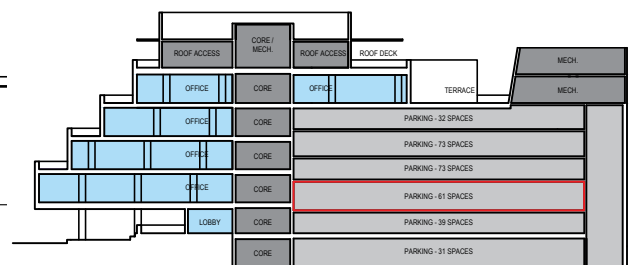 CORE /
MECH.
ROOF ACCESS
ROOF ACCESS
ROOF DECK
MECH.
OFFICE
CORE
OFFICE
TERRACE
MECH.
OFFICE
CORE
PARKING - 32 SPACES
PARKING - 73 SPACES
OFFICE
CORE
PARKING - 73 SPACES
OFFICE
CORE
PARKING - 61 SPACES
LOBBY
CORE
PARKING - 39 SPACES
CORE
PARKING - 31 SPACES